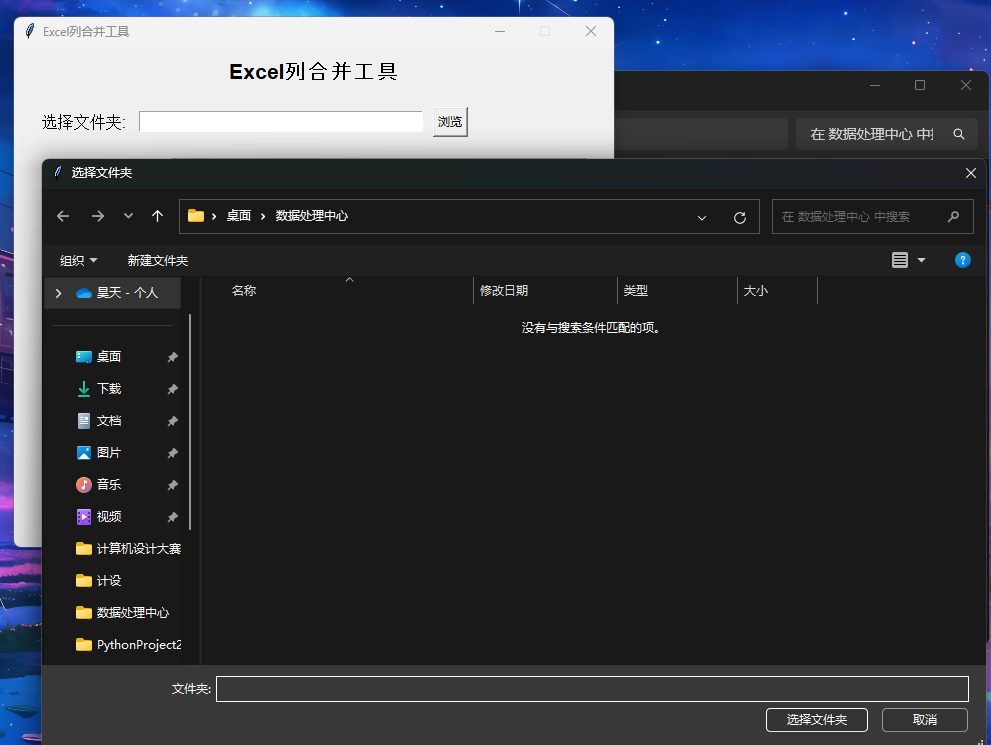 Excel列合并工具
Excel列合并工具
选择文件夹:
浏览
在 数据处理中心 中
选择文件夹
桌面
数据处理中心
在 数据处理中心 中搜索
组织
新建文件夹
昊天 - 个人
名称
修改日期
类型
大小
没有与搜索条件匹配的项。
桌面
下载
文档
图片
音乐
视频
计算机设计大赛
计设
数据处理中心
PythonProject2
文件夹:
选择文件夹
取消